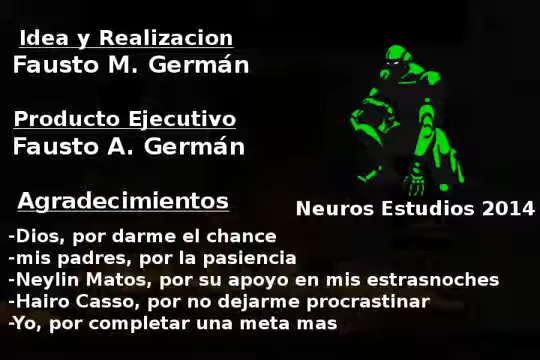 Idea y Realizacion
Fausto M. Germán
Producto Ejecutivo
Fausto A. Germán
Agradecimientos
-Dios, por darme el chance
-mis padres, por la pasiencia
-Neylin Matos, por su apoyo en mis estrasnoches
-Hairo Casso, por no dejarme procrastinar
-Yo, por completar una meta mas
Neuros Estudios 2014